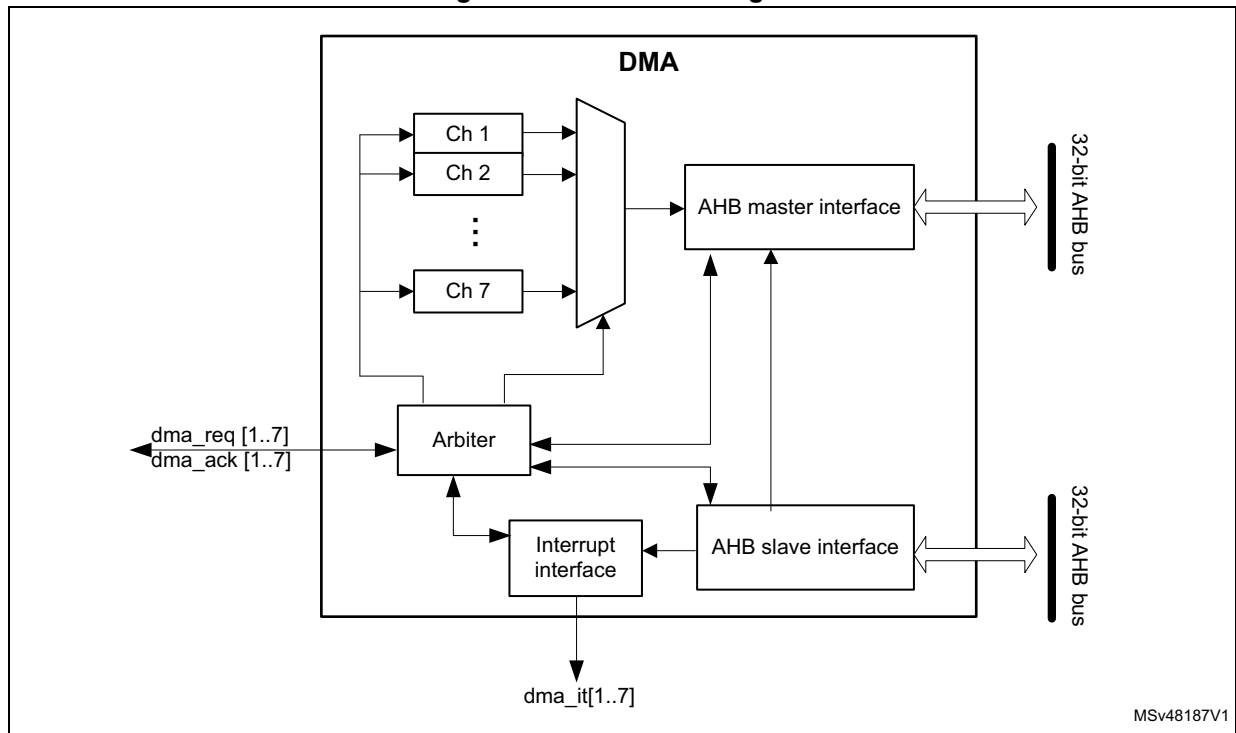 DMA
Ch 1
Ch 2
Ch 7
AHB master interface
32-bit AHB bus
dma_req [1..7]
dma_ack [1..7]
Arbiter
Interrupt
interface
AHB slave interface
32-bit AHB bus
dma_it[1..7]
MSv48187V1